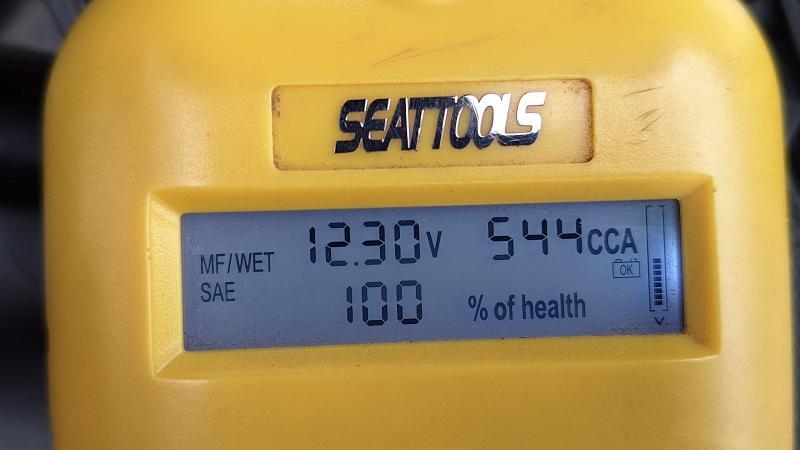 SEATTOOLS
MF/WET 12.30V 544CCA
OK
SAE 100 % of health
V